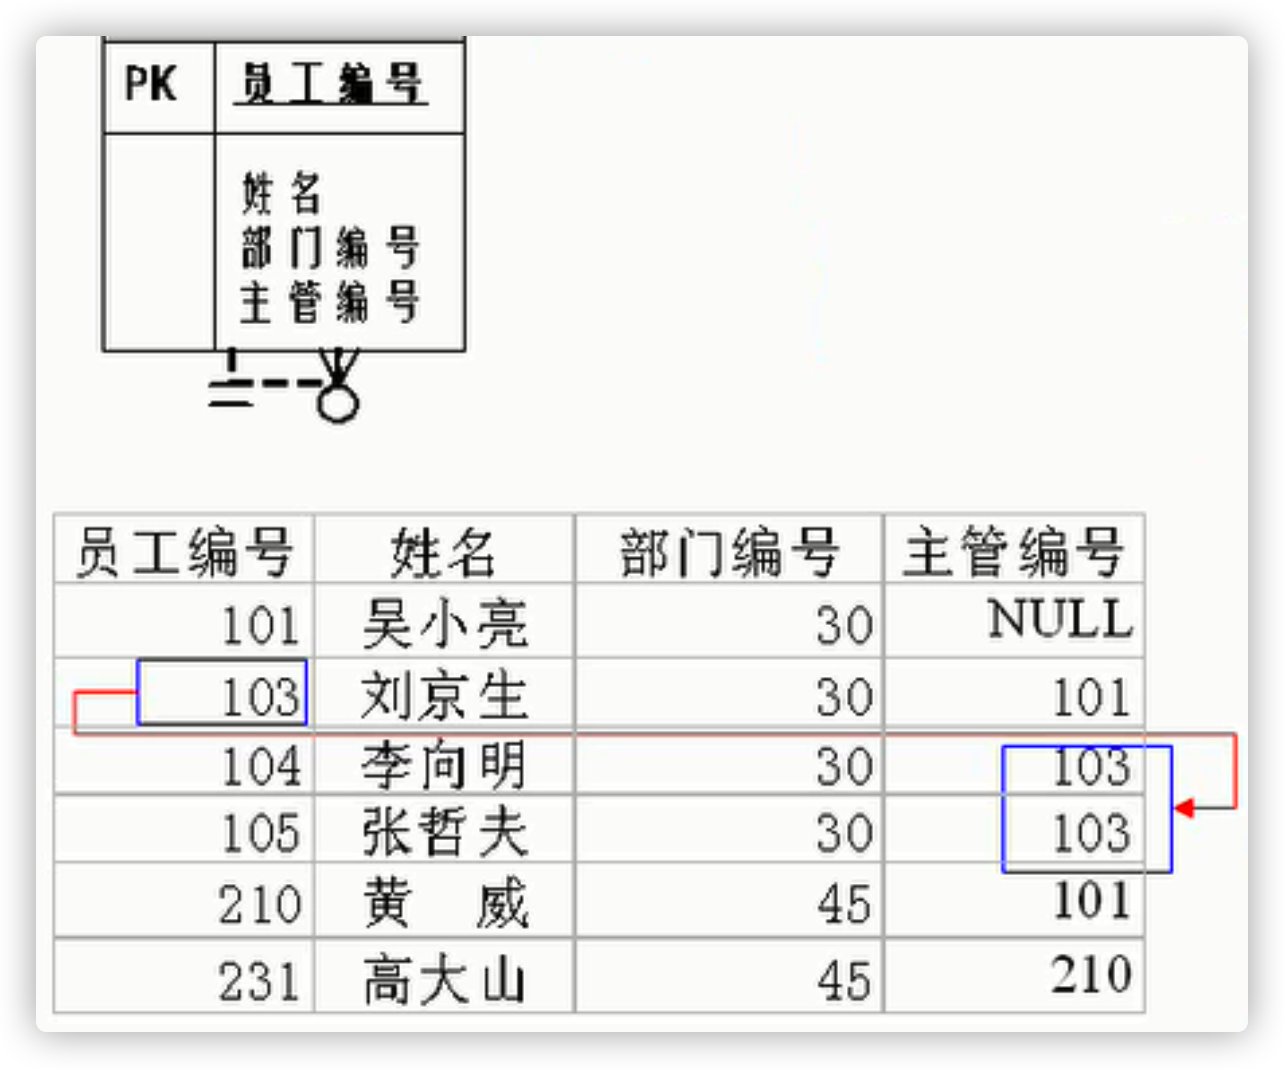 PK 员工编号
姓名
部门编号
主管编号
员工编号 姓名 部门编号 主管编号
101 吴小亮 30 NULL
103 刘京生 30 101
104 李向明 30 103
105 张哲夫 30 103
210 黄 威 45 101
231 高大山 45 210